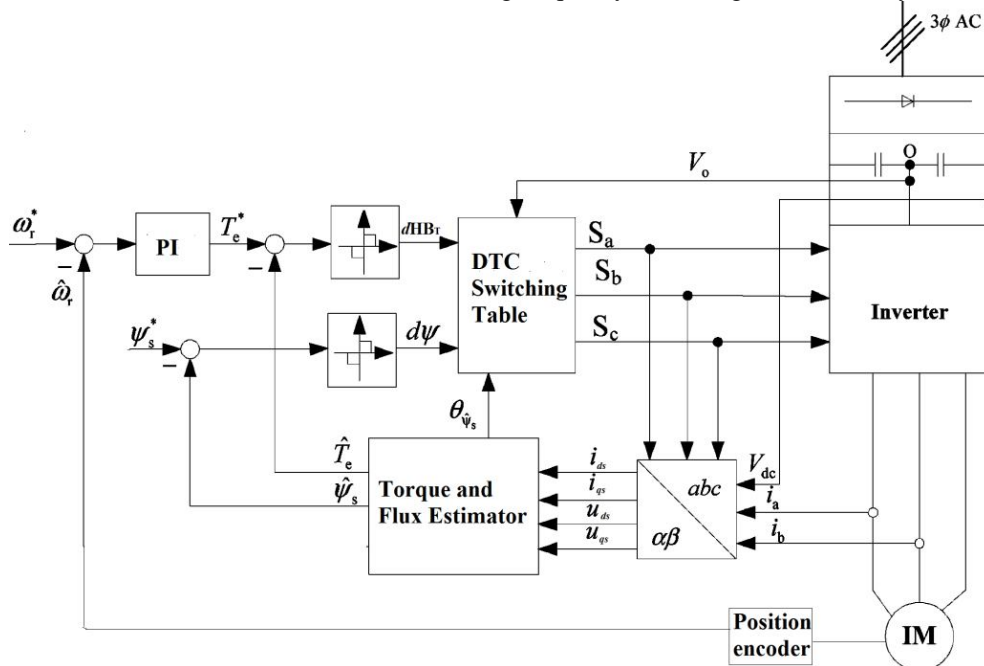 3ϕ AC
O
V_o
ω_r^*
PI
T_e^*
dHB_T
−
−
ω̂_r
DTC
Switching
Table
S_a
S_b
S_c
Inverter
ψ_s^*
−
dψ
θ_ψ̂_s
T̂_e
ψ̂_s
Torque and
Flux Estimator
i_ds
i_qs
u_ds
u_qs
abc
αβ
V_dc
i_a
i_b
Position
encoder
IM